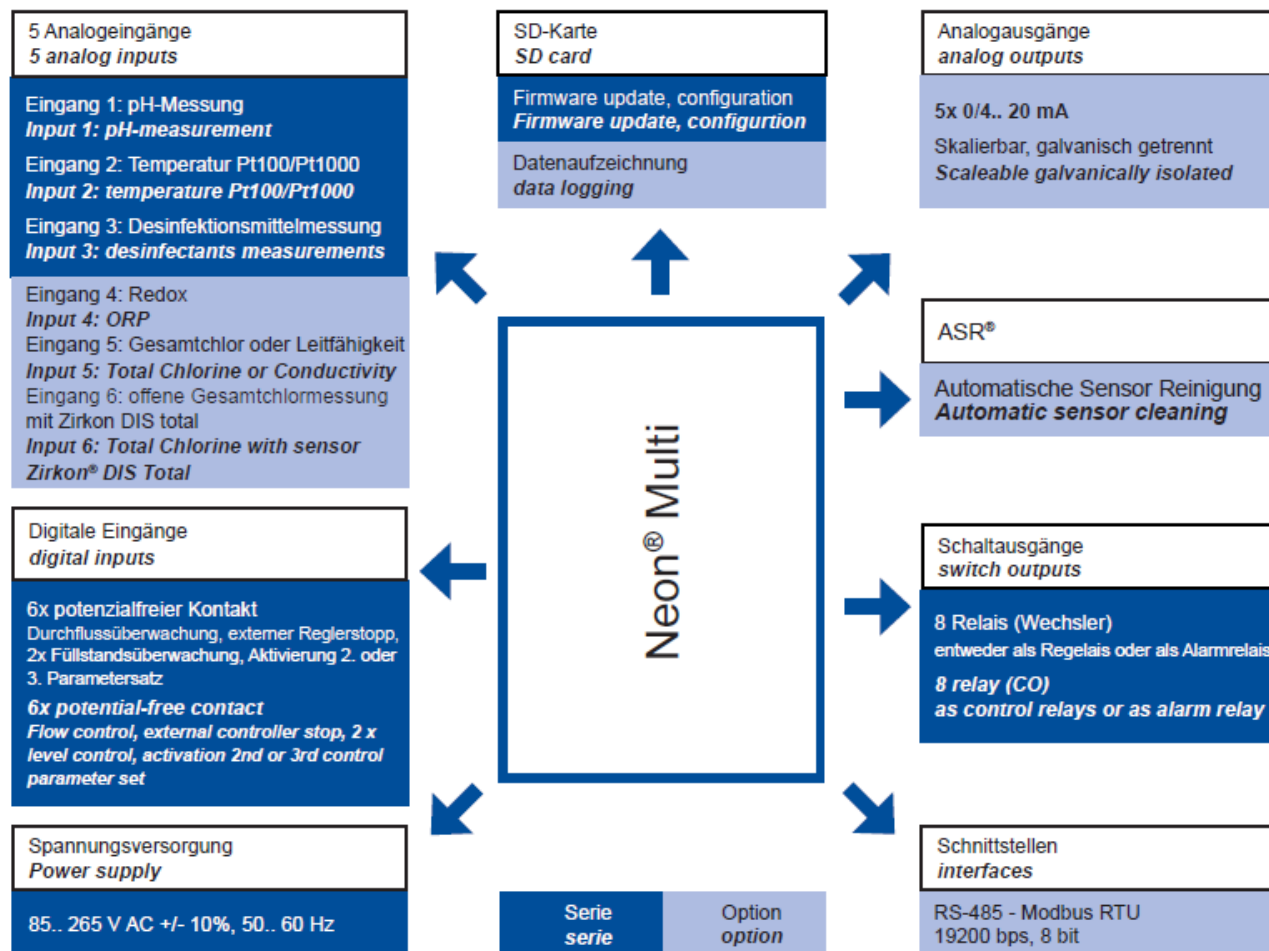 5 Analogeingänge
5 analog inputs
Eingang 1: pH-Messung
Input 1: pH-measurement
Eingang 2: Temperatur Pt100/Pt1000
Input 2: temperature Pt100/Pt1000
Eingang 3: Desinfektionsmittelmessung
Input 3: desinfectants measurements
Eingang 4: Redox
Input 4: ORP
Eingang 5: Gesamtchlor oder Leitfähigkeit
Input 5: Total Chlorine or Conductivity
Eingang 6: offene Gesamtchlormessung
mit Zirkon DIS total
Input 6: Total Chlorine with sensor
Zirkon® DIS Total
Digitale Eingänge
digital inputs
6x potenzialfreier Kontakt
Durchflussüberwachung, externer Reglerstopp,
2x Füllstandsüberwachung, Aktivierung 2. oder
3. Parametersatz
6x potential-free contact
Flow control, external controller stop, 2 x
level control, activation 2nd or 3rd control
parameter set
Spannungsversorgung
Power supply
85.. 265 V AC +/- 10%, 50.. 60 Hz
SD-Karte
SD card
Firmware update, configuration
Firmware update, configurtion
Datenaufzeichnung
data logging
Neon® Multi
Serie
serie
Option
option
Analogausgänge
analog outputs
5x 0/4.. 20 mA
Skalierbar, galvanisch getrennt
Scaleable galvanically isolated
ASR®
Automatische Sensor Reinigung
Automatic sensor cleaning
Schaltausgänge
switch outputs
8 Relais (Wechsler)
entweder als Regelais oder als Alarmrelais
8 relay (CO)
as control relays or as alarm relay
Schnittstellen
interfaces
RS-485 - Modbus RTU
19200 bps, 8 bit